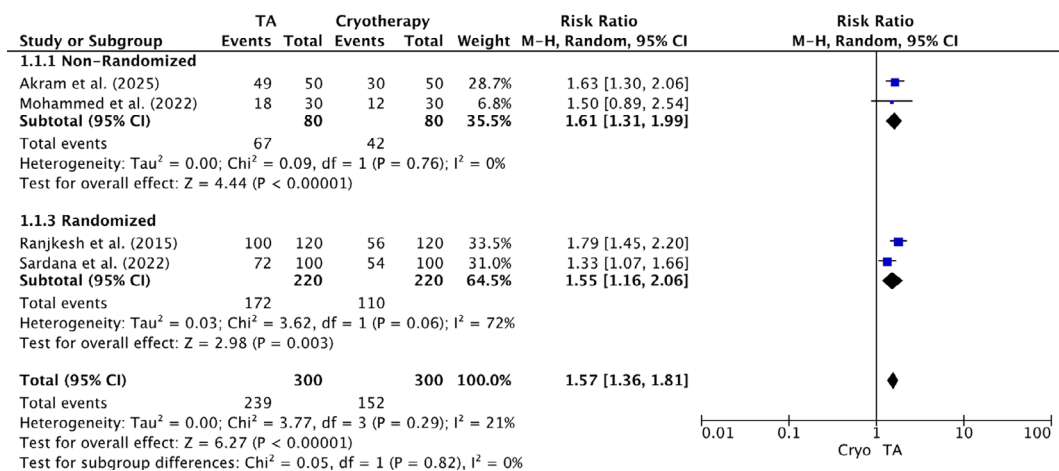 TA Cryotherapy Risk Ratio Risk Ratio
Study or Subgroup Events Total Events Total Weight M-H, Random, 95% CI M-H, Random, 95% CI
1.1.1 Non-Randomized
Akram et al. (2025) 49 50 30 50 28.7% 1.63 [1.30, 2.06]
Mohammed et al. (2022) 18 30 12 30 6.8% 1.50 [0.89, 2.54]
Subtotal (95% CI) 80 80 35.5% 1.61 [1.31, 1.99]
Total events 67 42
Heterogeneity: Tau² = 0.00; Chi² = 0.09, df = 1 (P = 0.76); I² = 0%
Test for overall effect: Z = 4.44 (P < 0.00001)
1.1.3 Randomized
Ranjkesh et al. (2015) 100 120 56 120 33.5% 1.79 [1.45, 2.20]
Sardana et al. (2022) 72 100 54 100 31.0% 1.33 [1.07, 1.66]
Subtotal (95% CI) 220 220 64.5% 1.55 [1.16, 2.06]
Total events 172 110
Heterogeneity: Tau² = 0.03; Chi² = 3.62, df = 1 (P = 0.06); I² = 72%
Test for overall effect: Z = 2.98 (P = 0.003)
Total (95% CI) 300 300 100.0% 1.57 [1.36, 1.81]
Total events 239 152
Heterogeneity: Tau² = 0.00; Chi² = 3.77, df = 3 (P = 0.29); I² = 21%
Test for overall effect: Z = 6.27 (P < 0.00001)
Test for subgroup differences: Chi² = 0.05, df = 1 (P = 0.82), I² = 0%
0.01 0.1 1 10 100
Cryo TA